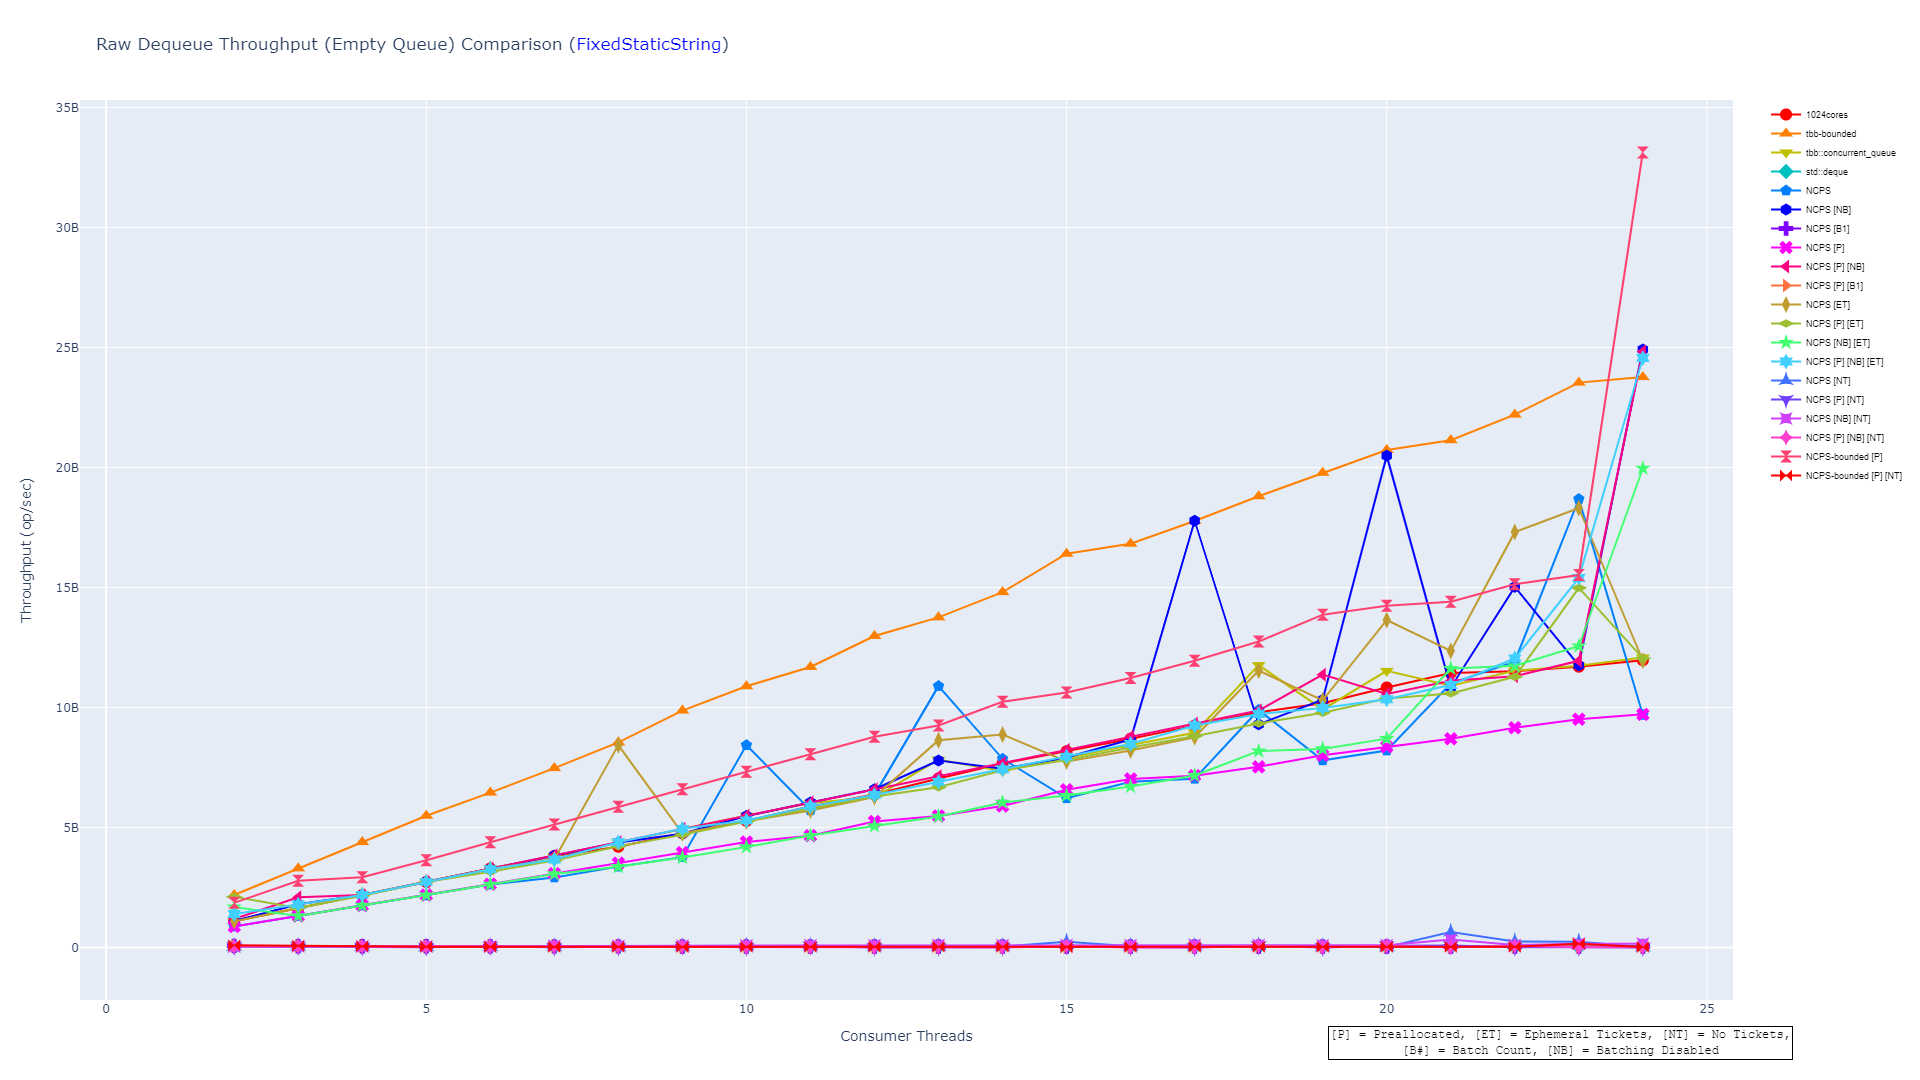 Raw Dequeue Throughput (Empty Queue) Comparison (FixedStaticString)
35B
30B
25B
20B
15B
10B
5B
0
Throughput (op/sec)
0
5
10
15
20
25
Consumer Threads
1024cores
tbb-bounded
tbb::concurrent_queue
std::deque
NCPS
NCPS [NB]
NCPS [B1]
NCPS [P]
NCPS [P] [NB]
NCPS [P] [B1]
NCPS [ET]
NCPS [P] [ET]
NCPS [NB] [ET]
NCPS [P] [NB] [ET]
NCPS [NT]
NCPS [P] [NT]
NCPS [NB] [NT]
NCPS [P] [NB] [NT]
NCPS-bounded [P]
NCPS-bounded [P] [NT]
[P] = Preallocated, [ET] = Ephemeral Tickets, [NT] = No Tickets,
[B#] = Batch Count, [NB] = Batching Disabled